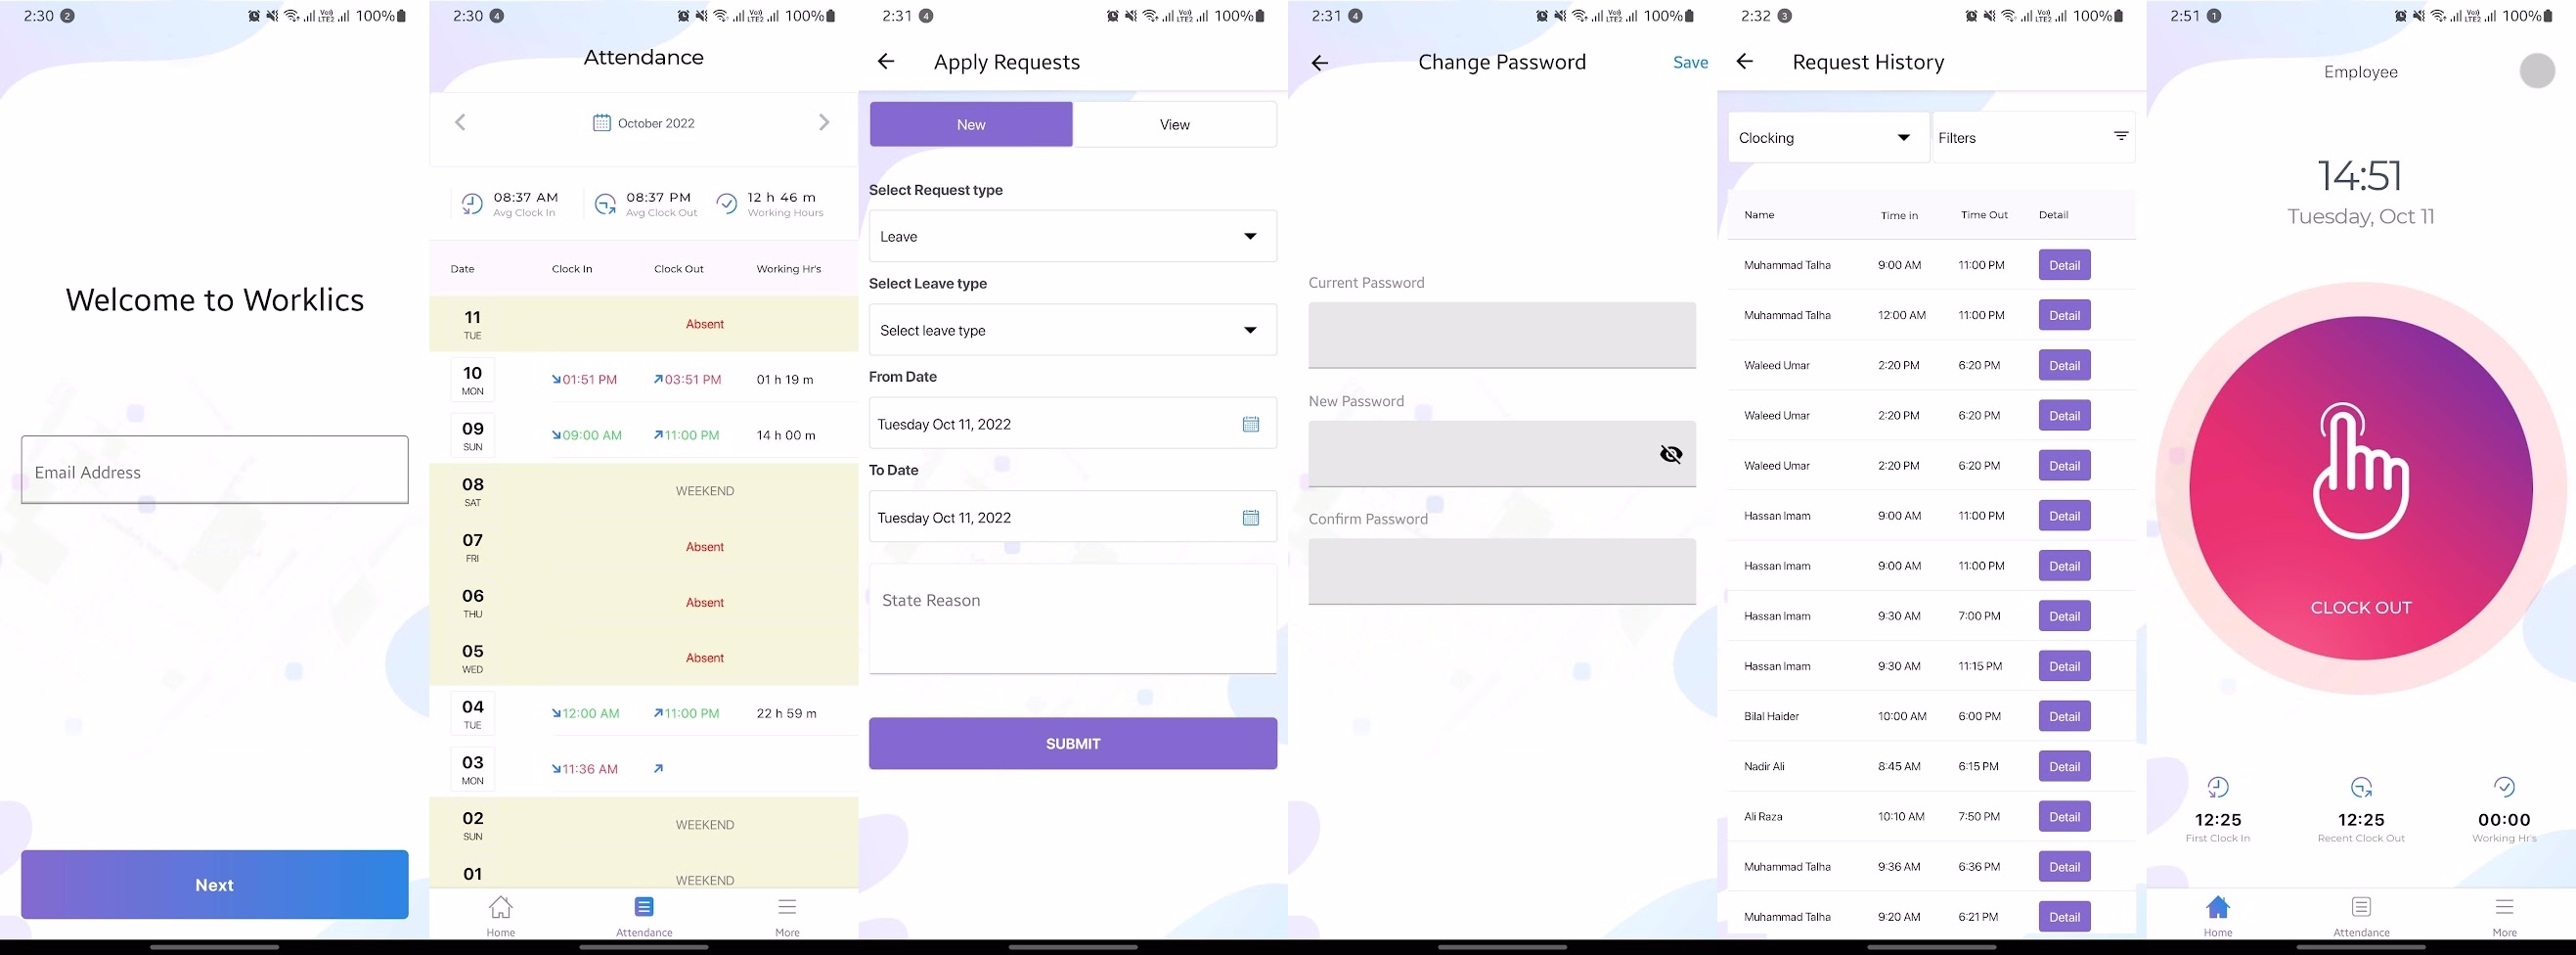 2:30 2 Vo)) LTE2 100%
Welcome to Worklics
Email Address
Next
2:30 4 Vo)) LTE2 100%
Attendance
October 2022
08:37 AM 08:37 PM 12 h 46 m
Avg Clock In Avg Clock Out Working Hours
Date Clock In Clock Out Working Hr's
11
TUE
Absent
10
MON
01:51 PM 03:51 PM 01 h 19 m
09
SUN
09:00 AM 11:00 PM 14 h 00 m
08
SAT
WEEKEND
07
FRI
Absent
06
THU
Absent
05
WED
Absent
04
TUE
12:00 AM 11:00 PM 22 h 59 m
03
MON
11:36 AM
02
SUN
WEEKEND
01
WEEKEND
Home Attendance More
2:31 4 Vo)) LTE2 100%
Apply Requests
New View
Select Request type
Leave
Select Leave type
Select leave type
From Date
Tuesday Oct 11, 2022
To Date
Tuesday Oct 11, 2022
State Reason
SUBMIT
2:31 4 Vo)) LTE2 100%
Change Password Save
Current Password
New Password
Confirm Password
2:32 3 Vo)) LTE2 100%
Request History
Clocking Filters
Name Time in Time Out Detail
Muhammad Talha 9:00 AM 11:00 PM Detail
Muhammad Talha 12:00 AM 11:00 PM Detail
Waleed Umar 2:20 PM 6:20 PM Detail
Waleed Umar 2:20 PM 6:20 PM Detail
Waleed Umar 2:20 PM 6:20 PM Detail
Hassan Imam 9:00 AM 11:00 PM Detail
Hassan Imam 9:00 AM 11:00 PM Detail
Hassan Imam 9:30 AM 7:00 PM Detail
Hassan Imam 9:30 AM 11:15 PM Detail
Bilal Haider 10:00 AM 6:00 PM Detail
Nadir Ali 8:45 AM 6:15 PM Detail
Ali Raza 10:10 AM 7:50 PM Detail
Muhammad Talha 9:36 AM 6:36 PM Detail
Muhammad Talha 9:20 AM 6:21 PM Detail
2:51 1 Vo)) LTE2 100%
Employee
14:51
Tuesday, Oct 11
CLOCK OUT
12:25 12:25 00:00
First Clock In Recent Clock Out Working Hr's
Home Attendance More